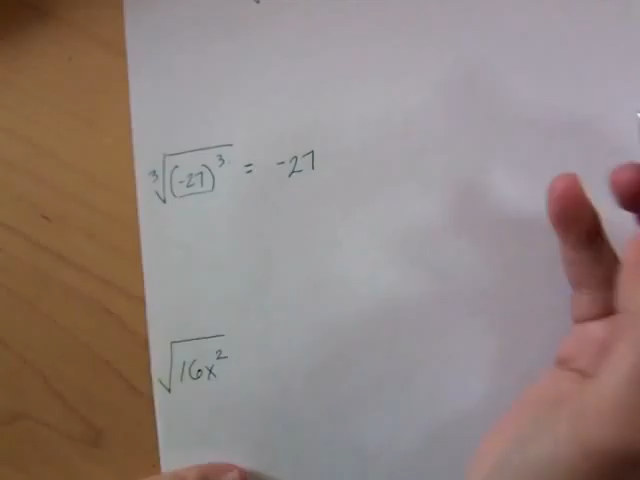 ∛(-27)³ = -27
√16x²